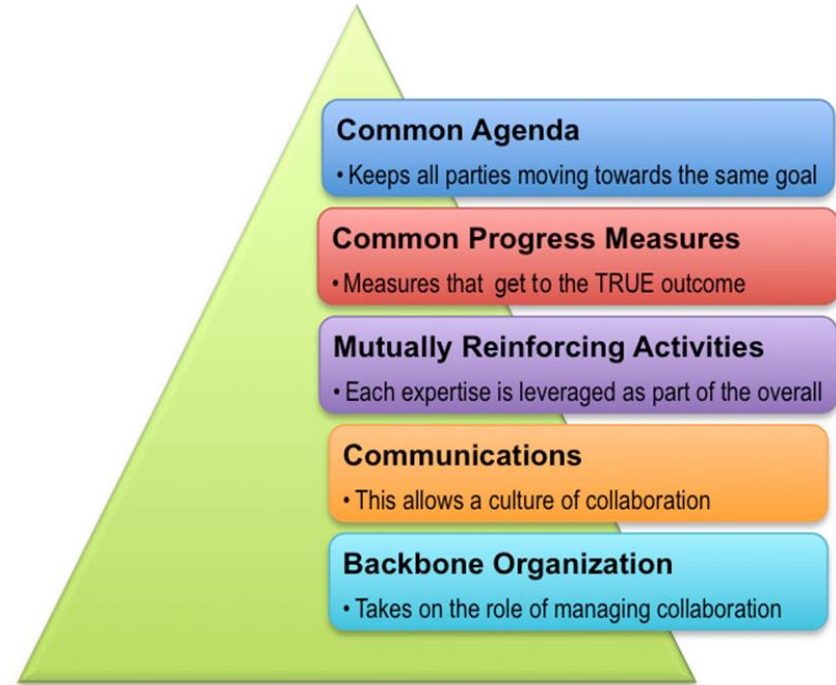 Common Agenda
• Keeps all parties moving towards the same goal
Common Progress Measures
• Measures that get to the TRUE outcome
Mutually Reinforcing Activities
• Each expertise is leveraged as part of the overall
Communications
• This allows a culture of collaboration
Backbone Organization
• Takes on the role of managing collaboration